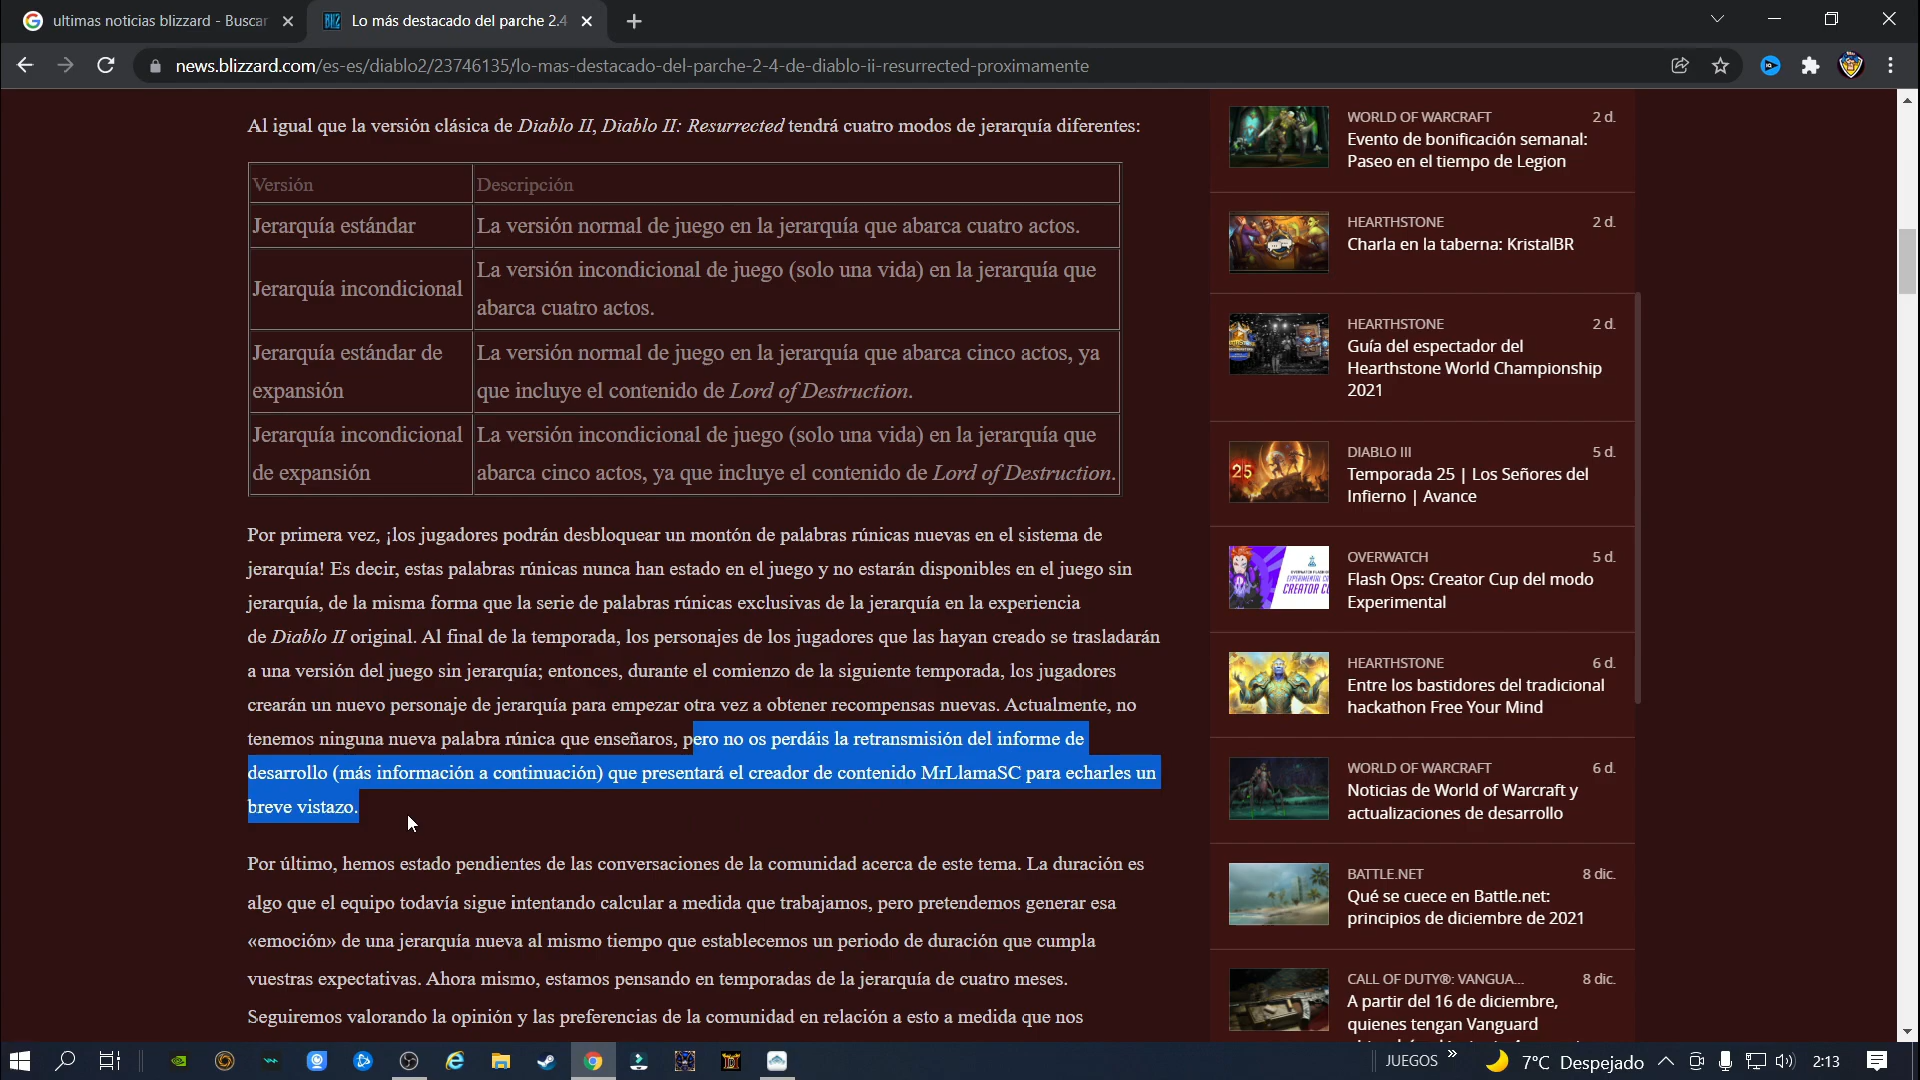 ultimas noticias blizzard - Buscar
Lo más destacado del parche 2.4
news.blizzard.com/es-es/diablo2/23746135/lo-mas-destacado-del-parche-2-4-de-diablo-ii-resurrected-proximamente
Al igual que la versión clásica de Diablo II, Diablo II: Resurrected tendrá cuatro modos de jerarquía diferentes:
Versión
Descripción
Jerarquía estándar
La versión normal de juego en la jerarquía que abarca cuatro actos.
Jerarquía incondicional
La versión incondicional de juego (solo una vida) en la jerarquía que
abarca cuatro actos.
Jerarquía estándar de
expansión
La versión normal de juego en la jerarquía que abarca cinco actos, ya
que incluye el contenido de Lord of Destruction.
Jerarquía incondicional
de expansión
La versión incondicional de juego (solo una vida) en la jerarquía que
abarca cinco actos, ya que incluye el contenido de Lord of Destruction.
Por primera vez, ¡los jugadores podrán desbloquear un montón de palabras rúnicas nuevas en el sistema de
jerarquía! Es decir, estas palabras rúnicas nunca han estado en el juego y no estarán disponibles en el juego sin
jerarquía, de la misma forma que la serie de palabras rúnicas exclusivas de la jerarquía en la experiencia
de Diablo II original. Al final de la temporada, los personajes de los jugadores que las hayan creado se trasladarán
a una versión del juego sin jerarquía; entonces, durante el comienzo de la siguiente temporada, los jugadores
crearán un nuevo personaje de jerarquía para empezar otra vez a obtener recompensas nuevas. Actualmente, no
tenemos ninguna nueva palabra rúnica que enseñaros, pero no os perdáis la retransmisión del informe de
desarrollo (más información a continuación) que presentará el creador de contenido MrLlamaSC para echarles un
breve vistazo.
Por último, hemos estado pendientes de las conversaciones de la comunidad acerca de este tema. La duración es
algo que el equipo todavía sigue intentando calcular a medida que trabajamos, pero pretendemos generar esa
«emoción» de una jerarquía nueva al mismo tiempo que establecemos un periodo de duración que cumpla
vuestras expectativas. Ahora mismo, estamos pensando en temporadas de la jerarquía de cuatro meses.
Seguiremos valorando la opinión y las preferencias de la comunidad en relación a esto a medida que nos
WORLD OF WARCRAFT 2 d.
Evento de bonificación semanal:
Paseo en el tiempo de Legion
HEARTHSTONE 2 d.
Charla en la taberna: KristalBR
HEARTHSTONE 2 d.
Guía del espectador del
Hearthstone World Championship
2021
25
DIABLO III 5 d.
Temporada 25 | Los Señores del
Infierno | Avance
OVERWATCH 5 d.
Flash Ops: Creator Cup del modo
Experimental
HEARTHSTONE 6 d.
Entre los bastidores del tradicional
hackathon Free Your Mind
WORLD OF WARCRAFT 6 d.
Noticias de World of Warcraft y
actualizaciones de desarrollo
BATTLE.NET 8 dic.
Qué se cuece en Battle.net:
principios de diciembre de 2021
CALL OF DUTY®: VANGUA... 8 dic.
A partir del 16 de diciembre,
quienes tengan Vanguard
JUEGOS
7°C Despejado
2:13